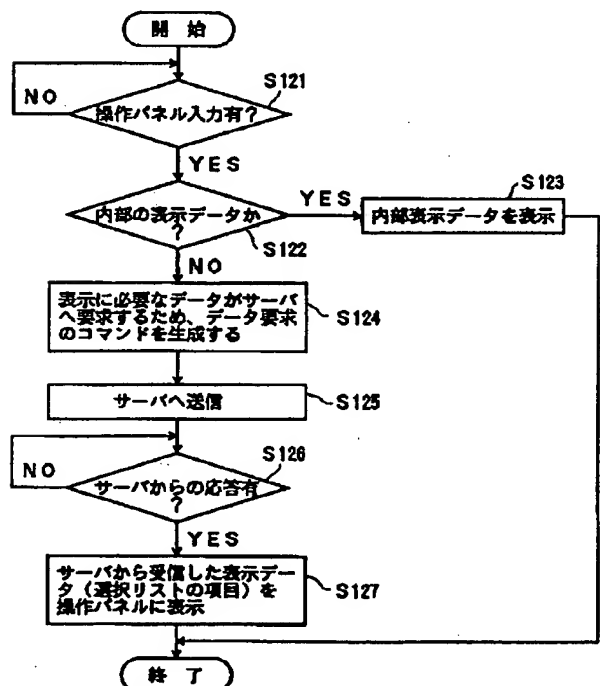 開 始
S121
NO
操作パネル入力有?
YES
S122
内部の表示データか
?
YES
S123
内部表示データを表示
NO
表示に必要なデータがサーバ
へ要求するため、データ要求
のコマンドを生成する
S124
サーバへ送信
S125
NO
S126
サーバからの応答有
?
YES
サーバから受信した表示デー
タ(選択リストの項目)を
操作パネルに表示
S127
終 了